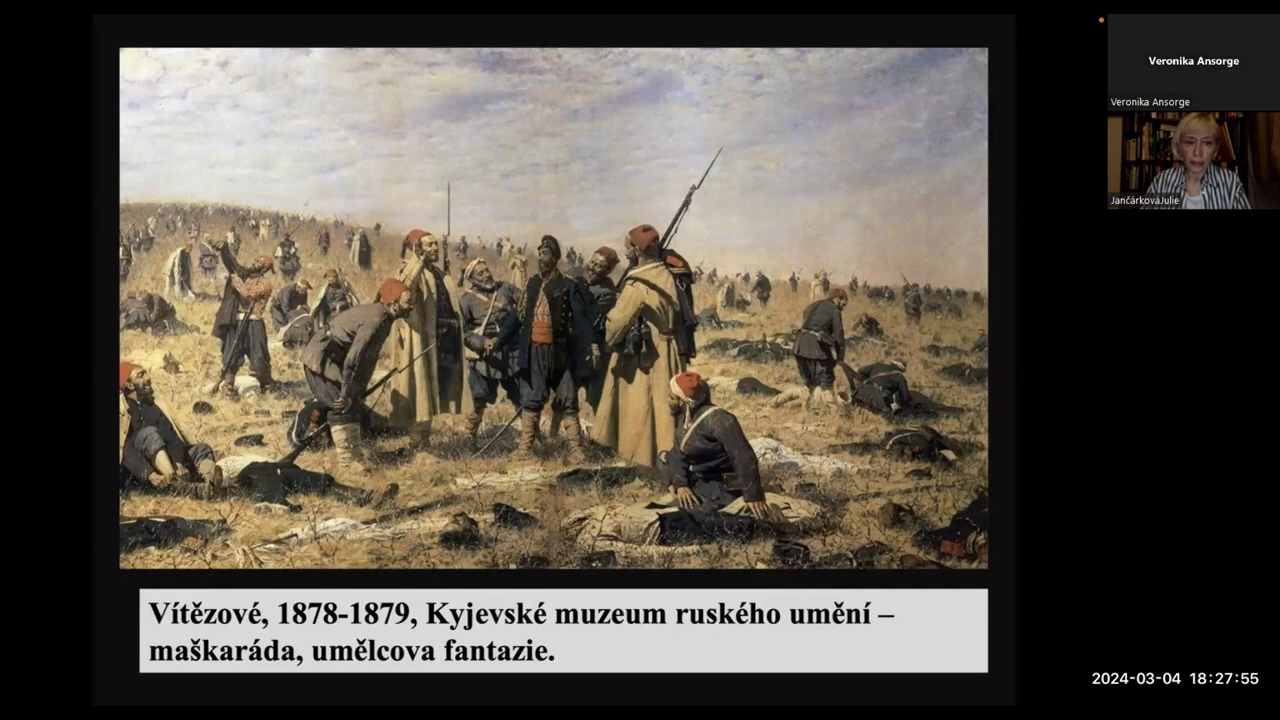 Veronika Ansorge
Veronika Ansorge
JančárkováJulie
Vítězové, 1878-1879, Kyjevské muzeum ruského umění –
maškaráda, umělcova fantazie.
2024-03-04 18:27:55